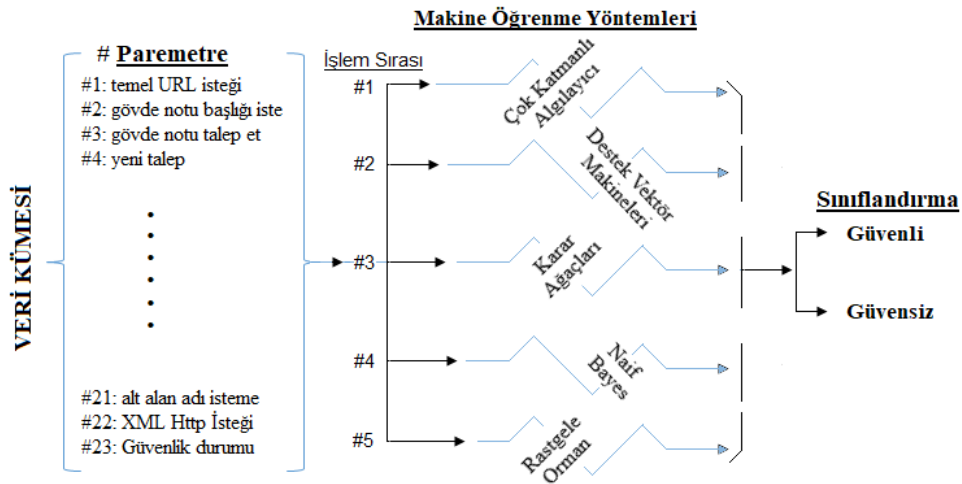 Makine Öğrenme Yöntemleri
VERİ KÜMESİ
# Paremetre
#1: temel URL isteği
#2: gövde notu başlığı iste
#3: gövde notu talep et
#4: yeni talep
#21: alt alan adı isteme
#22: XML Http İsteği
#23: Güvenlik durumu
İşlem Sırası
#1
Çok Katmanlı
Algılayıcı
#2
Destek Vektör
Makineleri
#3
Karar
Ağaçları
#4
Naif
Bayes
#5
Rastgele
Orman
Sınıflandırma
Güvenli
Güvensiz